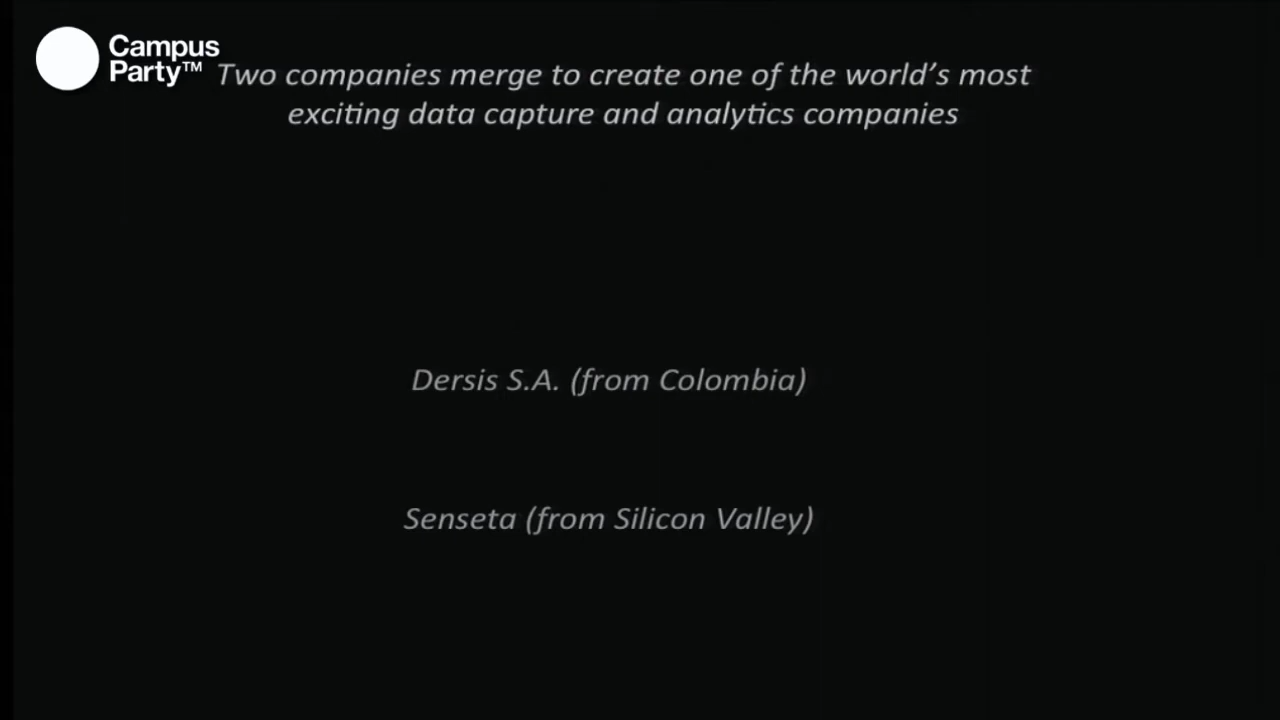 Campus
Party™
Two companies merge to create one of the world's most
exciting data capture and analytics companies
Dersis S.A. (from Colombia)
Senseta (from Silicon Valley)